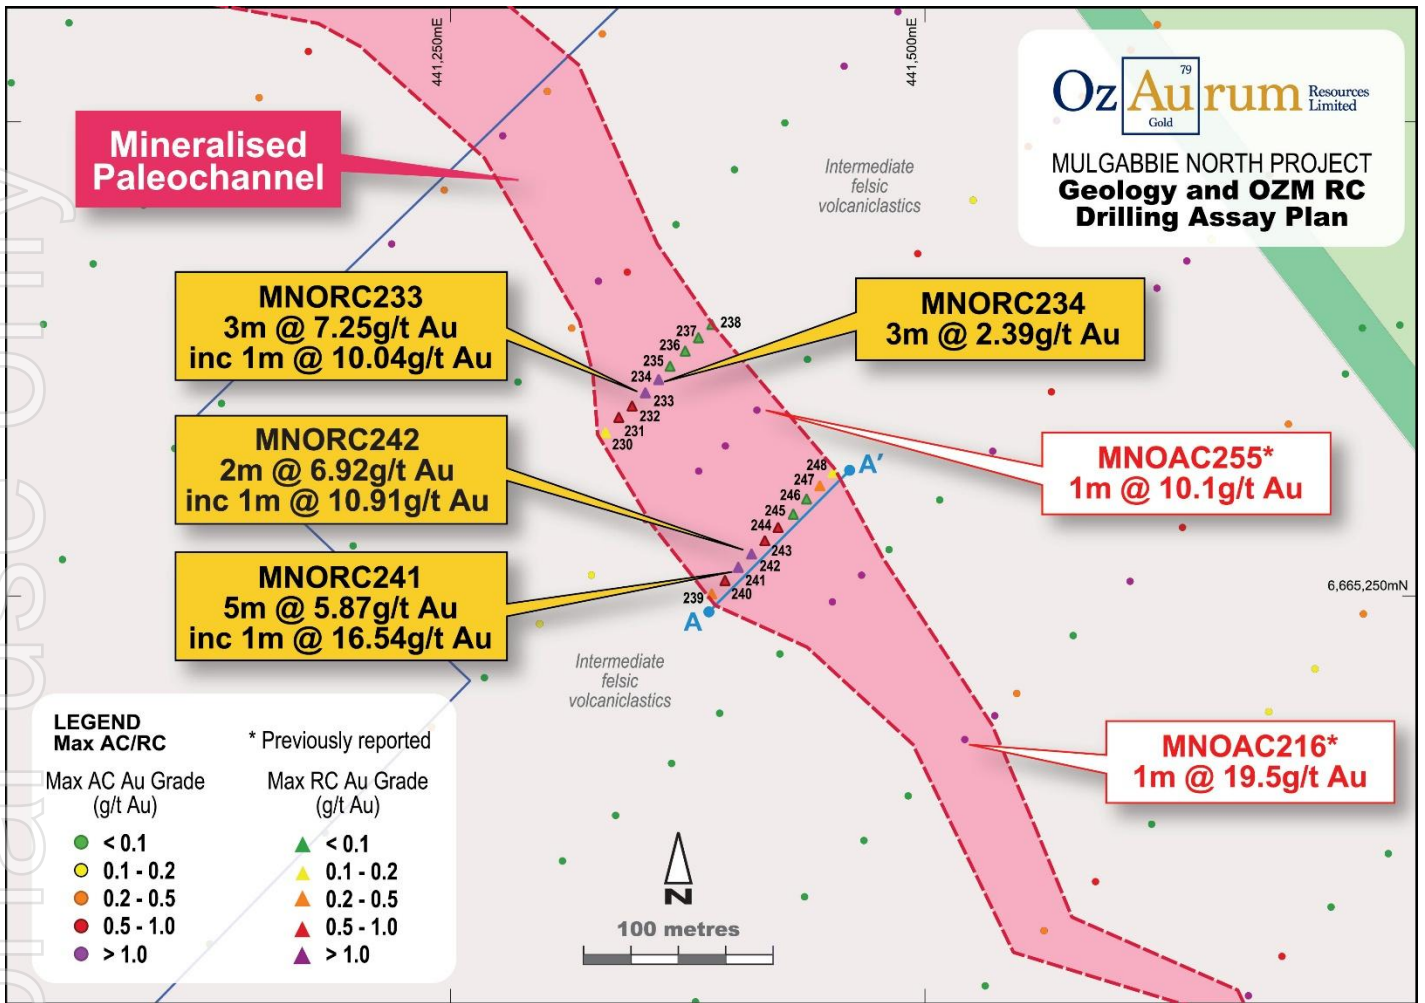 441,250mE
441,500mE
OzAurum Resources Limited
79
Gold
MULGABBIE NORTH PROJECT
Geology and OZM RC
Drilling Assay Plan
Mineralised
Paleochannel
Intermediate
felsic
volcaniclastics
MNORC233
3m @ 7.25g/t Au
inc 1m @ 10.04g/t Au
MNORC234
3m @ 2.39g/t Au
238
237
236
235
234
233
232
231
230
MNORC242
2m @ 6.92g/t Au
inc 1m @ 10.91g/t Au
MNOAC255*
1m @ 10.1g/t Au
A'
248
247
246
245
244
243
242
241
240
239
A
MNORC241
5m @ 5.87g/t Au
inc 1m @ 16.54g/t Au
6,665,250mN
Intermediate
felsic
volcaniclastics
MNOAC216*
1m @ 19.5g/t Au
LEGEND
Max AC/RC
* Previously reported
Max AC Au Grade
(g/t Au)
< 0.1
0.1 - 0.2
0.2 - 0.5
0.5 - 1.0
> 1.0
Max RC Au Grade
(g/t Au)
< 0.1
0.1 - 0.2
0.2 - 0.5
0.5 - 1.0
> 1.0
N
100 metres